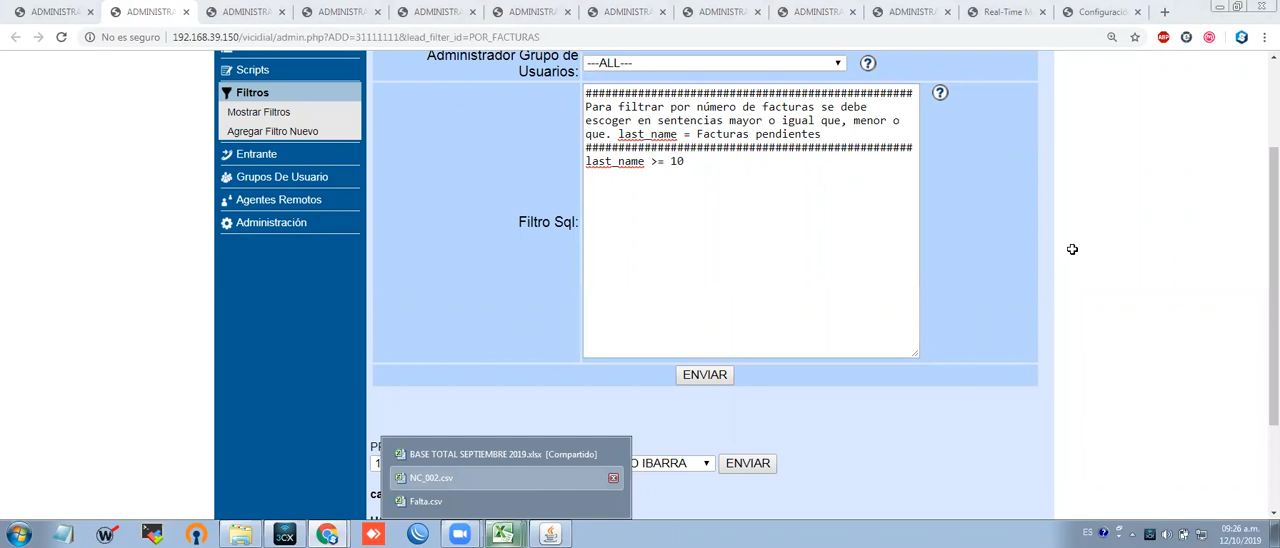 ADMINISTRA
ADMINISTRA
ADMINISTRA
ADMINISTRA
ADMINISTRA
ADMINISTRA
ADMINISTRA
ADMINISTRA
ADMINISTRA
ADMINISTRA
Real-Time M
Configuració
No es seguro
192.168.39.150/vicidial/admin.php?ADD=31111111&lead_filter_id=POR_FACTURAS
ABP
Scripts
Filtros
Mostrar Filtros
Agregar Filtro Nuevo
Entrante
Grupos De Usuario
Agentes Remotos
Administración
Administrador Grupo de
Usuarios:
---ALL---
Filtro Sql:
##################################################
Para filtrar por número de facturas se debe
escoger en sentencias mayor o igual que, menor o
que. last_name = Facturas pendientes
##################################################
last_name >= 10
ENVIAR
O IBARRA
ENVIAR
BASE TOTAL SEPTIEMBRE 2019.xlsx [Compartido]
NC_002.csv
Falta.csv
3CX
ES
09:26 a.m.
12/10/2019